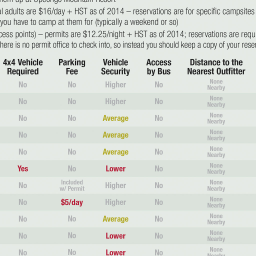 al adults are $16/day + HST as of 2014 – reservations are for specific campsites
you have to camp at them for (typically a weekend or so)
cess points) – permits are $12.25/night + HST as of 2014; reservations are requ
here is no permit office to check into, so instead you should keep a copy of your reser
4x4 Vehicle Required Parking Fee Vehicle Security Access by Bus Distance to the Nearest Outfitter
No No Higher No None Nearby
No No Higher No None Nearby
No No Average No None Nearby
No No Average No None Nearby
No No Average No None Nearby
Yes No Lower No None Nearby
No Included w/ Permit Higher No None Nearby
No $5/day Higher No None Nearby
No No Average No None Nearby
No No Lower No None Nearby
No No Lower No None Nearby